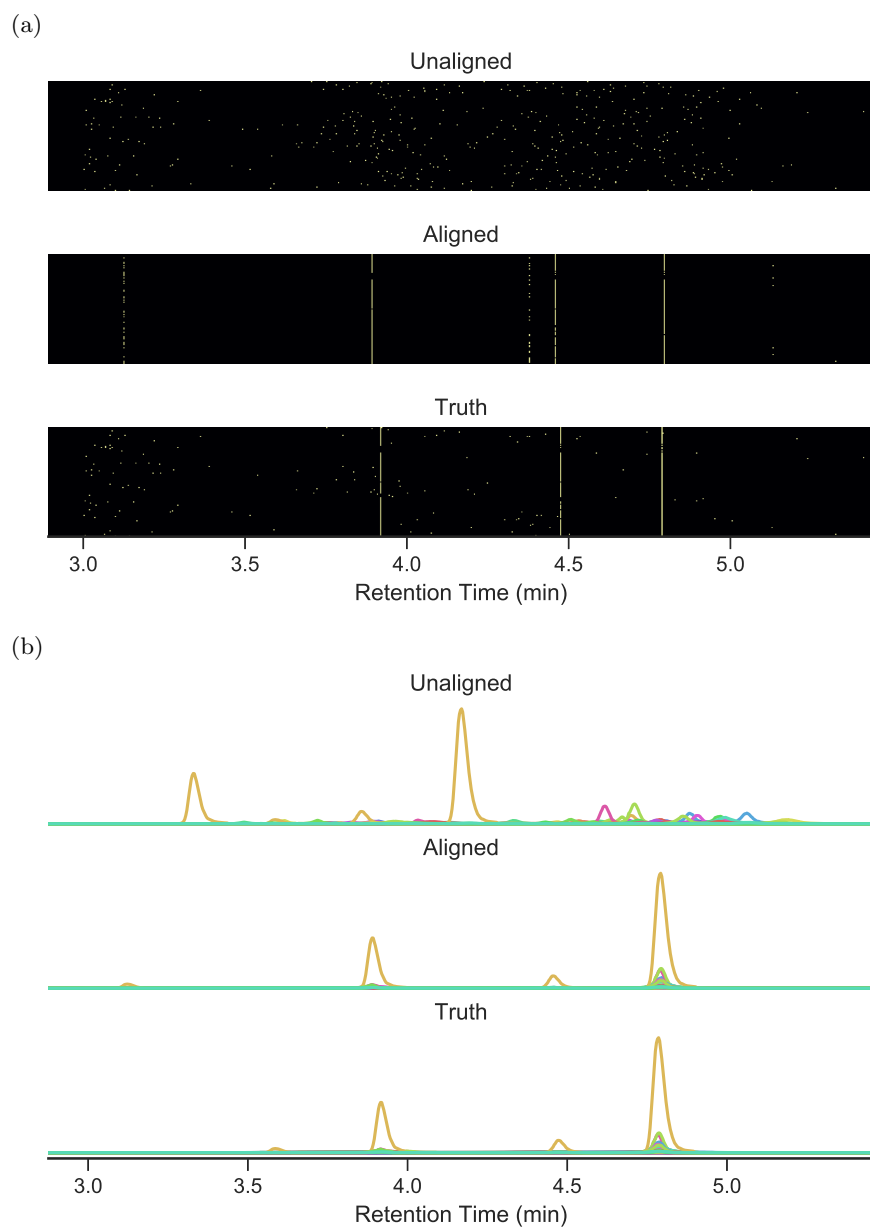 (a)
Unaligned
Aligned
Truth
3.0 3.5 4.0 4.5 5.0
Retention Time (min)
(b)
Unaligned
Aligned
Truth
3.0 3.5 4.0 4.5 5.0
Retention Time (min)